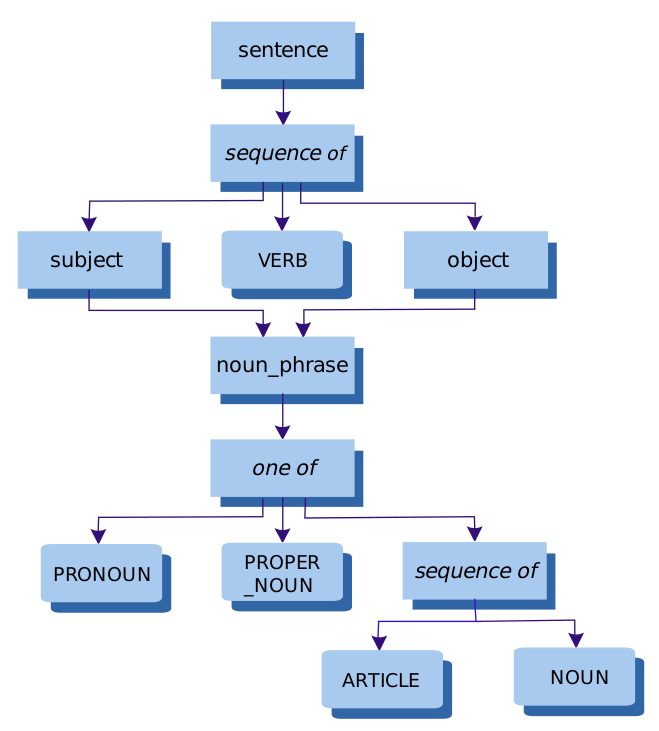 sentence
sequence of
subject
VERB
object
noun_phrase
one of
PRONOUN
PROPER
_NOUN
sequence of
ARTICLE
NOUN